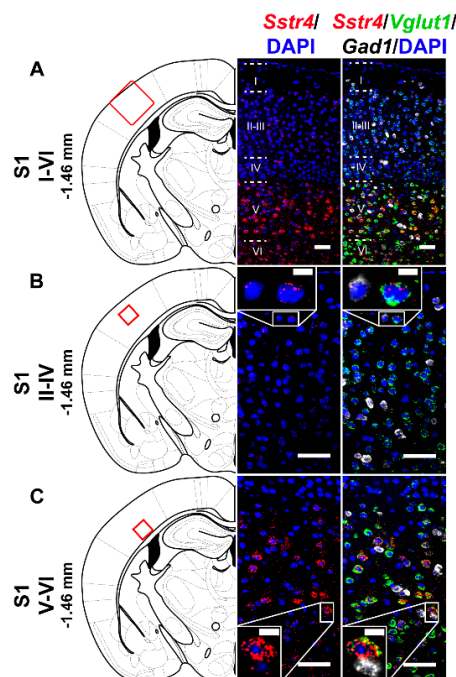 Sstr4/
DAPI
Sstr4/Vglut1/
Gad1/DAPI
A
S1
I-VI
-1.46 mm
I
II-III
IV
V
VI
I
II-III
IV
V
VI
B
S1
II-IV
-1.46 mm
C
S1
V-VI
-1.46 mm